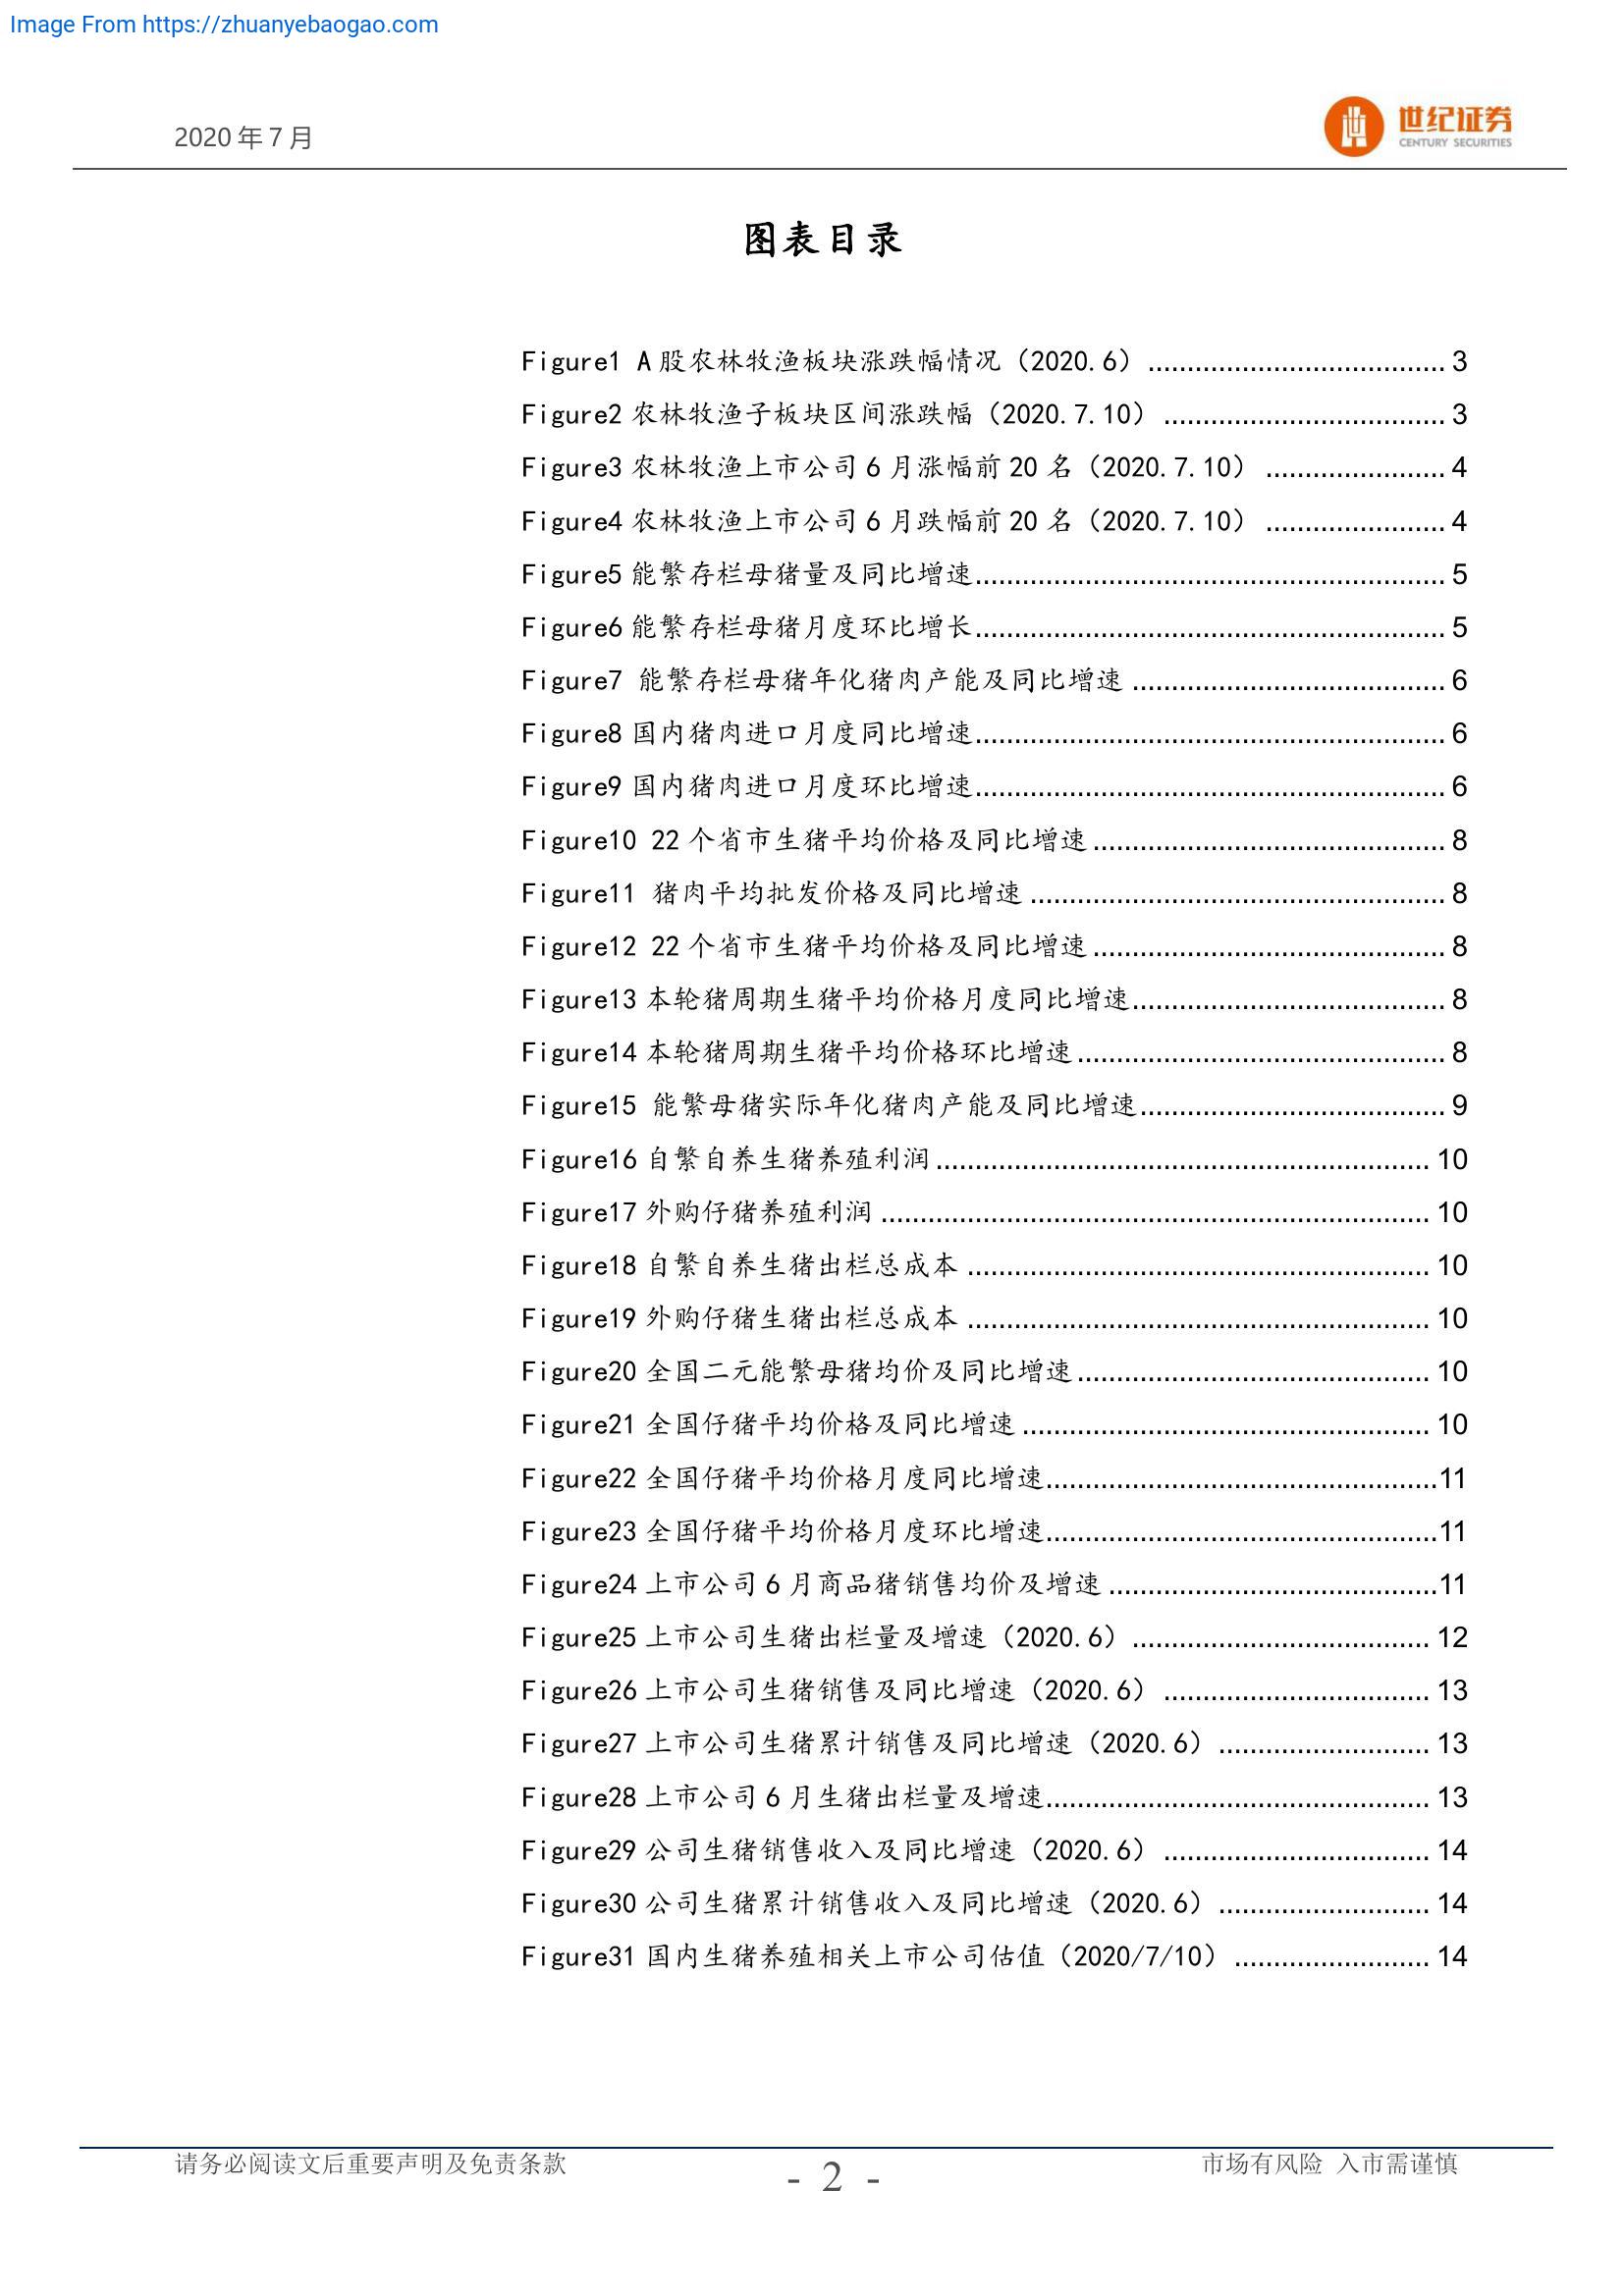 Image From https://zhuanyebaogao.com
2020 年 7 月
世纪证券
CENTURY SECURITIES
图表目录
Figure1 A 股农林牧渔板块涨跌幅情况（2020.6）...................................... 3
Figure2 农林牧渔子板块区间涨跌幅（2020.7.10）.................................... 3
Figure3 农林牧渔上市公司 6 月涨幅前 20 名（2020.7.10）....................... 4
Figure4 农林牧渔上市公司 6 月跌幅前 20 名（2020.7.10）....................... 4
Figure5 能繁存栏母猪量及同比增速............................................................ 5
Figure6 能繁存栏母猪月度环比增长............................................................ 5
Figure7 能繁存栏母猪年化猪肉产能及同比增速........................................ 6
Figure8 国内猪肉进口月度同比增速............................................................ 6
Figure9 国内猪肉进口月度环比增速............................................................ 6
Figure10 22 个省市生猪平均价格及同比增速............................................. 8
Figure11 猪肉平均批发价格及同比增速..................................................... 8
Figure12 22 个省市生猪平均价格及同比增速............................................. 8
Figure13 本轮猪周期生猪平均价格月度同比增速........................................ 8
Figure14 本轮猪周期生猪平均价格环比增速............................................... 8
Figure15 能繁母猪实际年化猪肉产能及同比增速....................................... 9
Figure16 自繁自养生猪养殖利润............................................................... 10
Figure17 外购仔猪养殖利润...................................................................... 10
Figure18 自繁自养生猪出栏总成本........................................................... 10
Figure19 外购仔猪生猪出栏总成本........................................................... 10
Figure20 全国二元能繁母猪均价及同比增速............................................. 10
Figure21 全国仔猪平均价格及同比增速.................................................... 10
Figure22 全国仔猪平均价格月度同比增速..................................................11
Figure23 全国仔猪平均价格月度环比增速..................................................11
Figure24 上市公司 6 月商品猪销售均价及增速..........................................11
Figure25 上市公司生猪出栏量及增速（2020.6）...................................... 12
Figure26 上市公司生猪销售及同比增速（2020.6）.................................. 13
Figure27 上市公司生猪累计销售及同比增速（2020.6）........................... 13
Figure28 上市公司 6 月生猪出栏量及增速................................................. 13
Figure29 公司生猪销售收入及同比增速（2020.6）.................................. 14
Figure30 公司生猪累计销售收入及同比增速（2020.6）........................... 14
Figure31 国内生猪养殖相关上市公司估值（2020/7/10）......................... 14
请务必阅读文后重要声明及免责条款
- 2 -
市场有风险 入市需谨慎